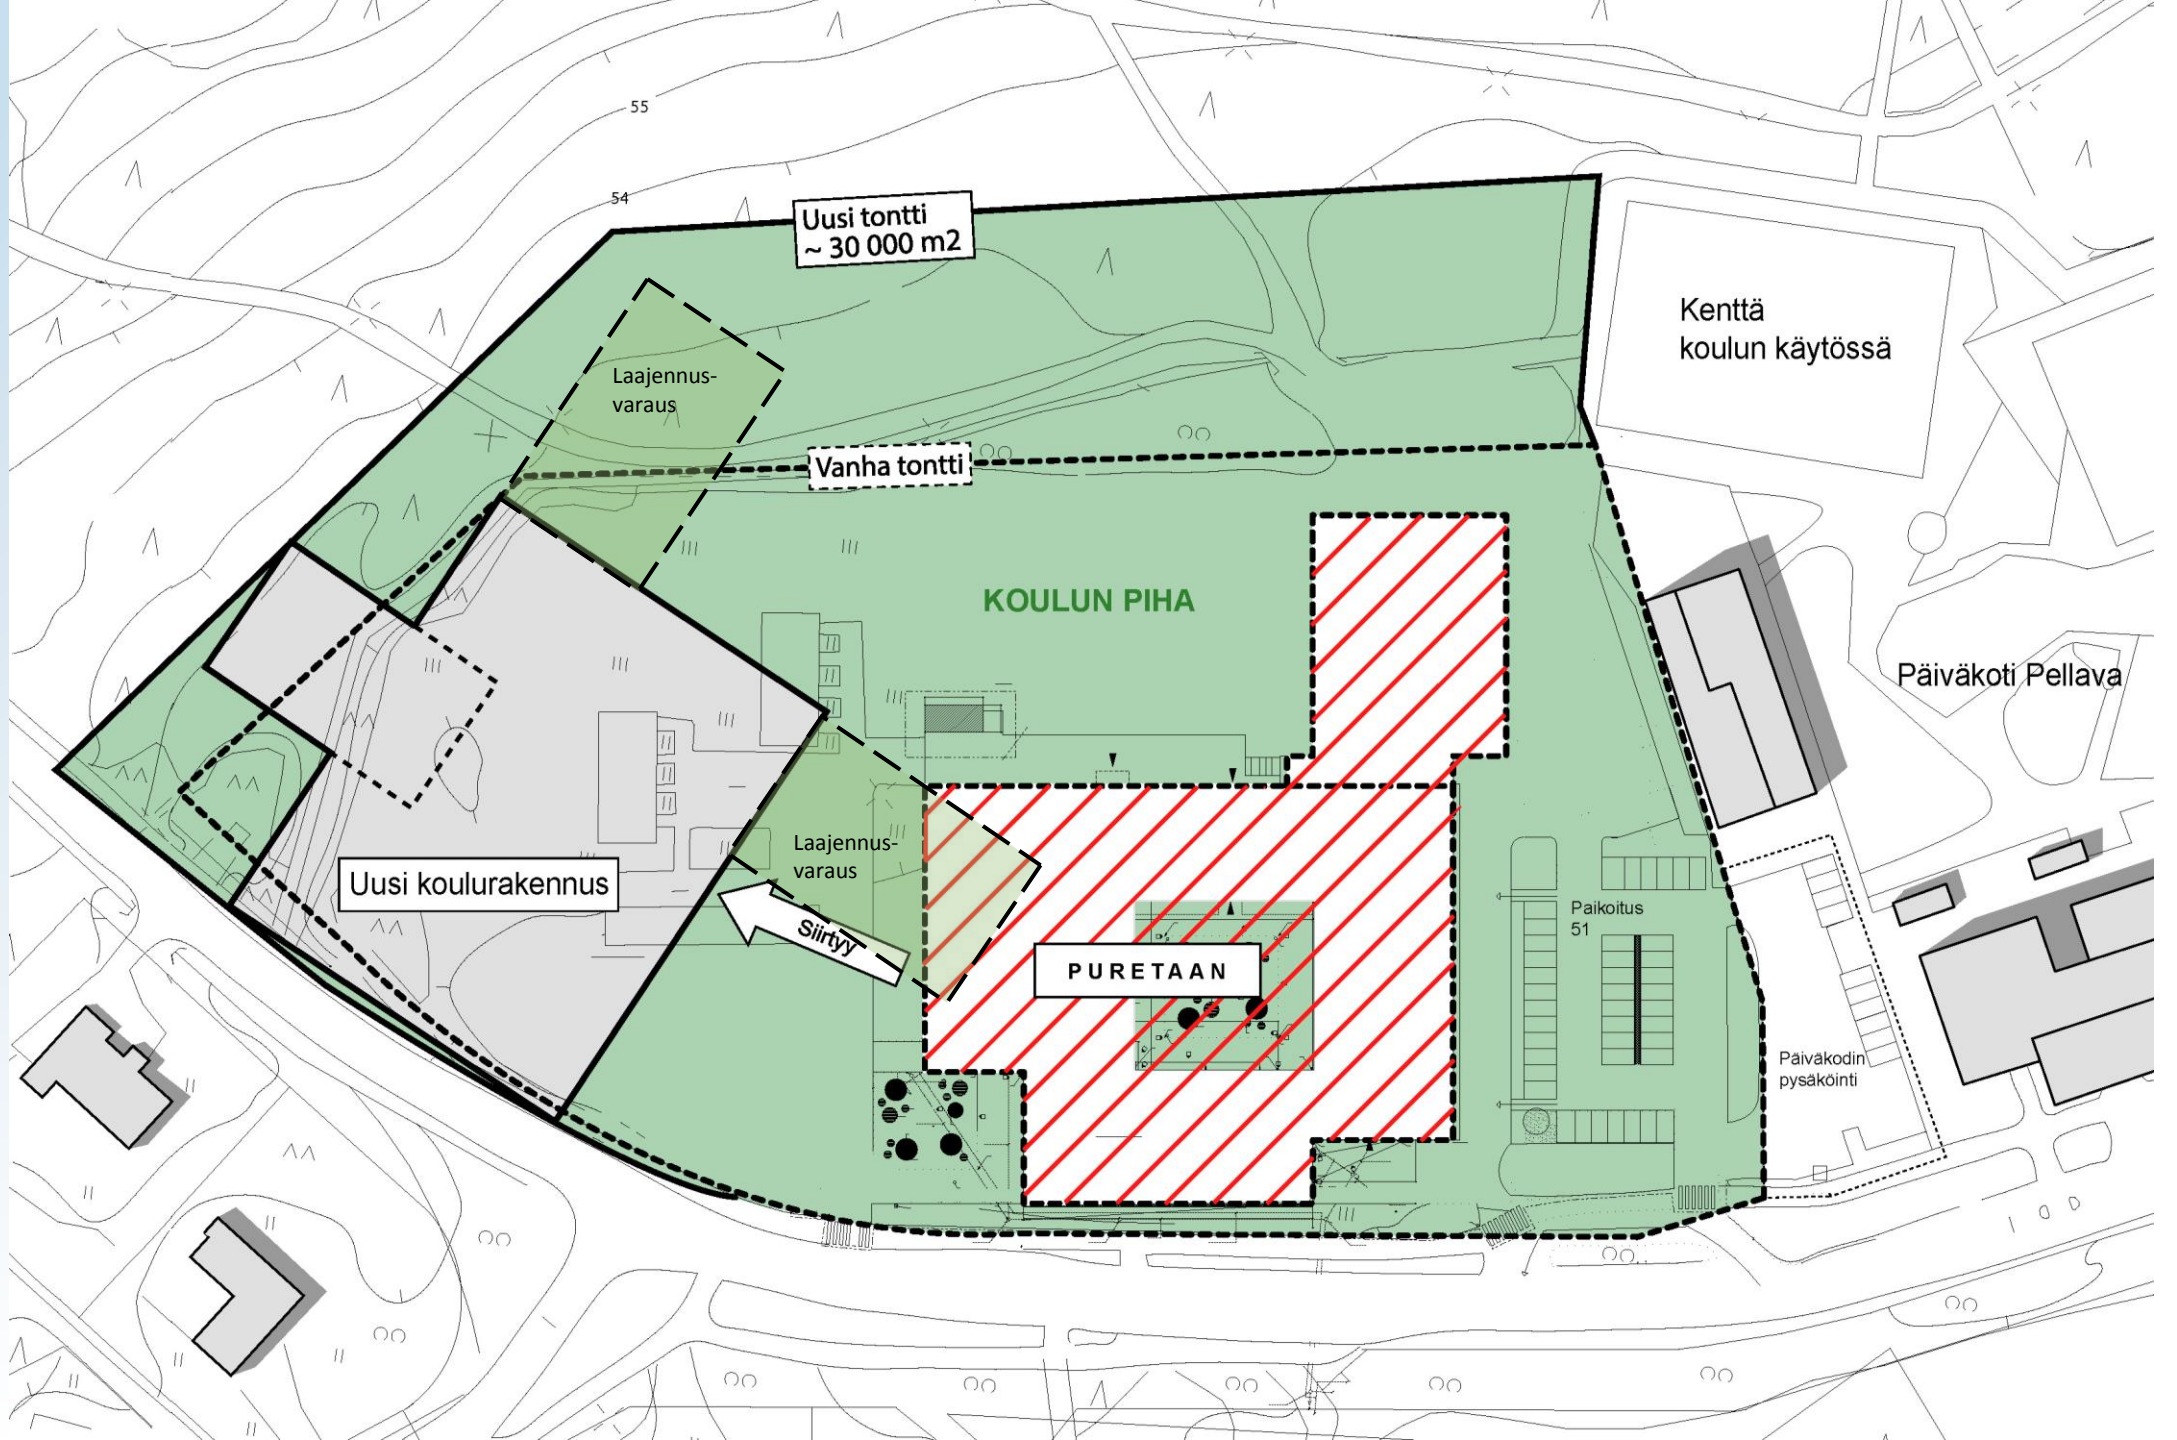 55
54
Uusi tontti
~ 30 000 m2
Kenttä
koulun käytössä
Laajennus-
varaus
Vanha tontti
KOULUN PIHA
Päiväkoti Pellava
Laajennus-
varaus
Uusi koulurakennus
Siirtyy
PURETAAN
Paikoitus
51
Päiväkodin
pysäköinti